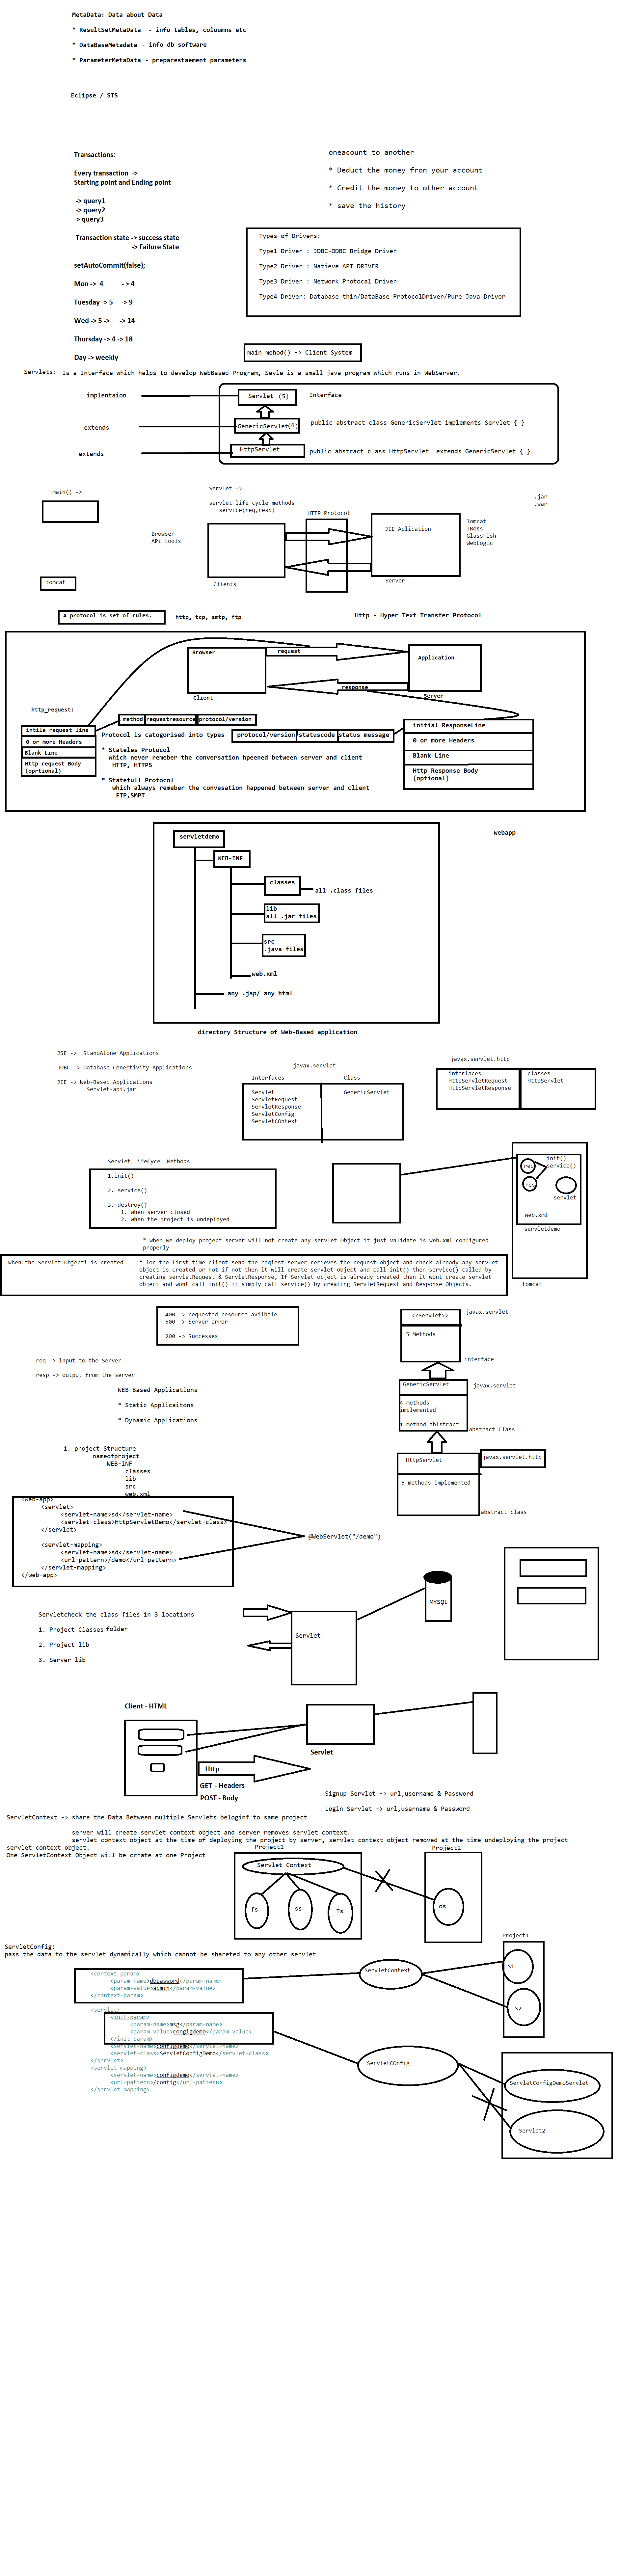 MetaData: Data about Data
* ResultSetMetaData - info tables, coloumns etc
* DataBaseMetadata - info db software
* ParameterMetaData - preparestaement parameters
Eclipse / STS
Transactions:
Every transaction ->
Starting point and Ending point
-> query1
-> query2
-> query3
Transaction state -> success state
-> Failure State
setAutoCommit(false);
Mon -> 4 - > 4
Tuesday -> 5 -> 9
Wed -> 5 -> -> 14
Thursday -> 4 -> 18
Day -> weekly
oneacount to another
* Deduct the money fron your account
* Credit the money to other account
* save the history
Types of Drivers:
Type1 Driver : JDBC-ODBC Bridge Driver
Type2 Driver : Natieve API DRIVER
Type3 Driver : Network Protocal Driver
Type4 Driver: Database thin/DataBase ProtocolDriver/Pure Java Driver
main mehod() -> Client System
Servlets: Is a Interface which helps to develop WebBased Program, Sevle is a small java program which runs in WebServer.
implentaion
Servlet (5)
Interface
extends
GenericServlet(4)
public abstract class GenericServlet implements Servlet { }
extends
HttpServlet
public abstract class HttpServlet extends GenericServlet { }
main() ->
tomcat
Servlet ->
servlet life cycle methods
service(req,resp)
Browser
APi tools
Clients
HTTP Protocol
JEE Aplication
Server
Tomcat
JBoss
GlassFish
WebLogic
.jar
.war
A protocol is set of rules.
http, tcp, smtp, ftp
Http - Hyper Text Transfer Protocol
Browser
request
Application
response
Client
Server
http_request:
intila request line
0 or more Headers
Blank Line
Http request Body
(oprtional)
method requestresource protocol/version
Protocol is catogorised into types
* Stateles Protocol
which never remeber the conversation hpeened between server and client
HTTP, HTTPS
* Statefull Protocol
which always remeber the convesation happened between server and client
FTP,SMPT
protocol/version statuscode status message
initial ResponseLine
0 or more Headers
Blank Line
Http Response Body
(optional)
webapp
servletdemo
WEB-INF
classes
all .class files
lib
all .jar files
src
.java files
web.xml
any .jsp/ any html
directory Structure of Web-Based application
JSE -> StandAlone Applications
JDBC -> Database Conectivity Applications
JEE -> Web-Based Applications
Servlet-api.jar
javax.servlet
Interfaces
Class
Servlet
ServletRequest
ServletResponse
ServletConfig
ServletCOntext
GenericServlet
javax.servlet.http
interfaces
HttpServletRequest
HttpServletResponse
classes
HttpServlet
Servlet LifeCycel Methods
1.init()
2. service()
3. destroy()
1. when server closed
2. when the project is undeployed
req
res
init()
service()
servlet
web.xml
servletdemo
tomcat
* when we deploy project server will not create any servlet Object it just validate is web.xml configured
properly
When the Servlet Objecti is created
* for the first time client send the reqiest server recieves the request object and check already any servlet
object is created or not if not then it will create servlet object and call init() then service() called by
creating servletRequest & ServletResponse, If Servlet object is already created then it wont create servlet
object and wont call init() it simply call service() by creating ServletRequest and Response Objects.
400 -> requested resource avilbale
500 -> Server error
200 -> Successes
<<Servlet>>
5 Methods
javax.servlet
interface
GenericServlet
4 methods
implemented
1 method ablstract
javax.servlet
abstract Class
HttpServlet
5 methods implemented
javax.servlet.http
abstract class
req -> input to the Server
resp -> output from the server
WEB-Based Applications
* Static Applicaitons
* Dynamic Applications
1. project Structure
nameofproject
WEB-INF
classes
lib
src
web.xml
<web-app>
<servlet>
<servlet-name>sd</servlet-name>
<servlet-class>HttpServletDemo</servlet-class>
</servlet>
<servlet-mapping>
<servlet-name>sd</servlet-name>
<url-pattern>/demo</url-pattern>
</servlet-mapping>
</web-app>
@WebServlet("/demo")
Servletcheck the class files in 3 locations
1. Project Classes folder
2. Project lib
3. Server lib
Servlet
MYSQL
Client - HTML
Servlet
Http
GET - Headers
POST - Body
Signup Servlet -> url,username & Password
Login Servlet -> url,username & Password
ServletContext -> share the Data Between multiple Servlets beloginf to same project
server will create servlet context object and server removes servlet context.
servlet context object at the time of deploying the project by server, servlet context object removed at the time undeploying the project
servlet context object.
One ServletContext Object will be crrate at one Project
Project1
Servlet Context
fs
ss
Ts
Project2
os
ServletConfig:
pass the data to the servlet dynamically which cannot be shareted to any other servlet
<context-param>
<param-name>dbpasword</param-name>
<param-value>admin</param-value>
</context-param>
<servlet>
<init-param>
<param-name>msg</param-name>
<param-value>congigdemo</param-value>
</init-param>
<servlet-name>configdemo</servlet-name>
<servlet-class>ServletConfigDemo</servlet-class>
</servlet>
<servlet-mapping>
<servlet-name>configdemo</servlet-name>
<url-pattern>/config</url-pattern>
</servlet-mapping>
ServletContext
Project1
S1
S2
ServletCOnfig
ServletConfigDemoServlet
Servlet2